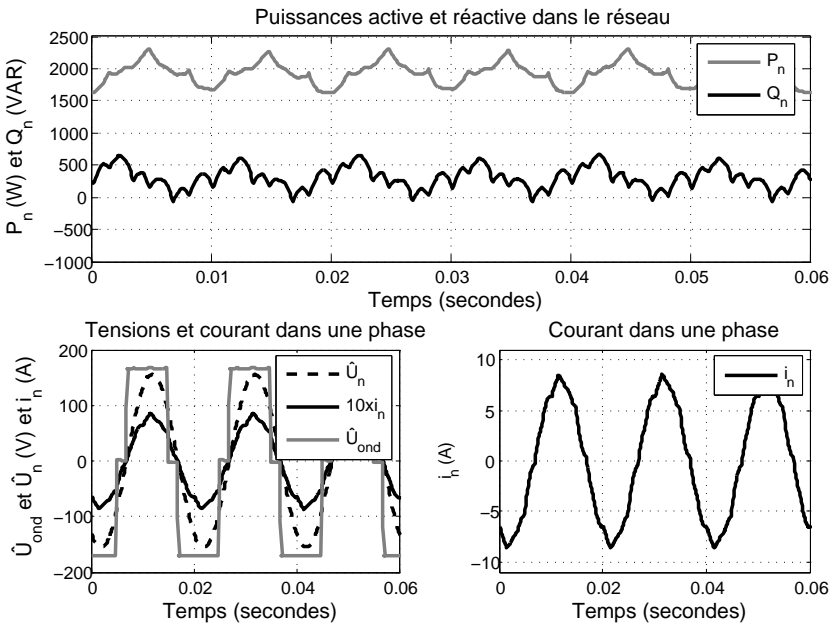 Puissances active et réactive dans le réseau
P_n (W) et Q_n (VAR)
2500
2000
1500
1000
500
0
−500
−1000
P_n
Q_n
0
0.01
0.02
0.03
0.04
0.05
0.06
Temps (secondes)
Tensions et courant dans une phase
Û_ond et Û_n (V) et i_n (A)
200
100
0
−100
−200
Û_n
10xi_n
Û_ond
0
0.02
0.04
0.06
Temps (secondes)
Courant dans une phase
i_n (A)
10
5
0
−5
−10
i_n
0
0.02
0.04
0.06
Temps (secondes)